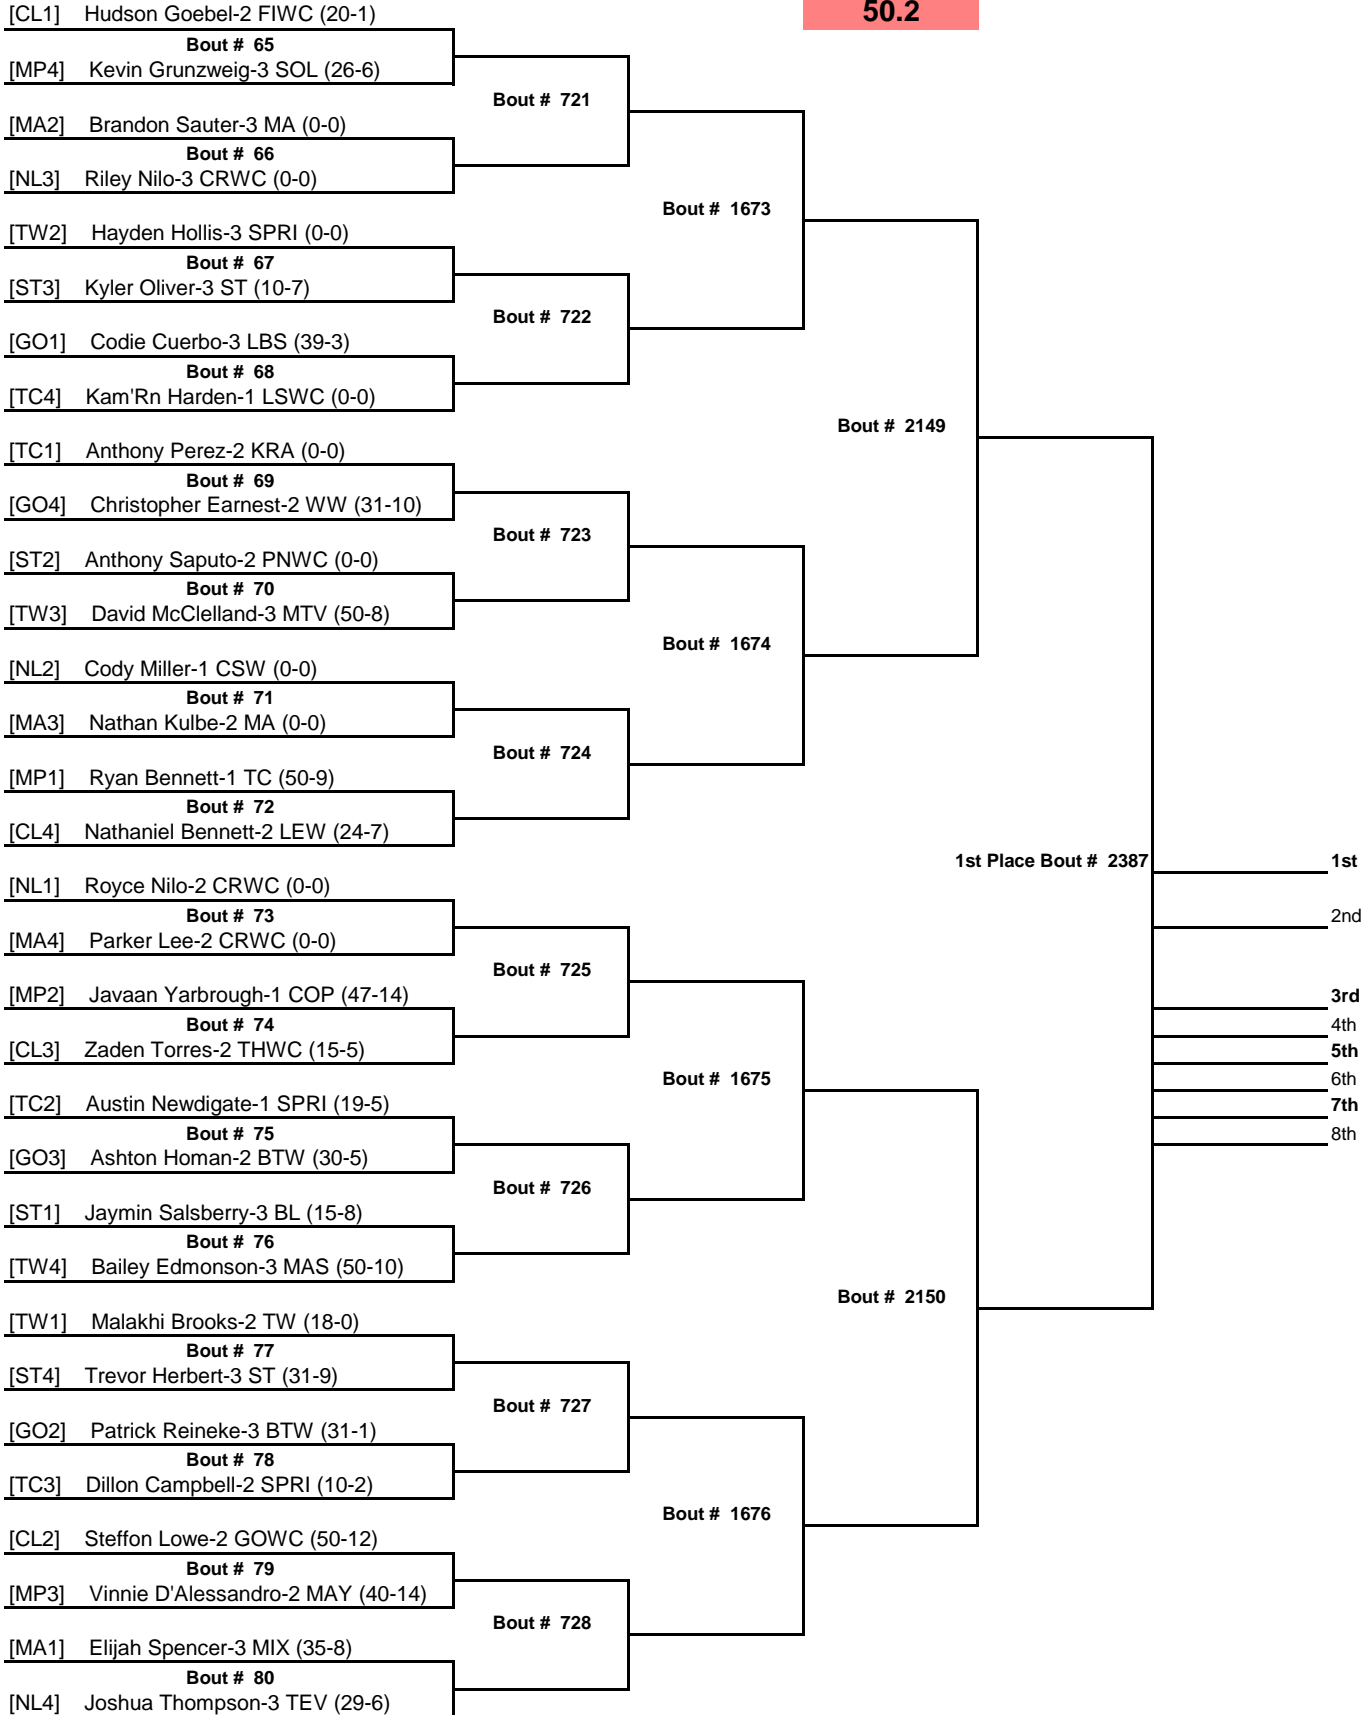 [CL1] Hudson Goebel-2 FIWC (20-1)
50.2
Bout # 65
[MP4] Kevin Grunzweig-3 SOL (26-6)
Bout # 721
[MA2] Brandon Sauter-3 MA (0-0)
Bout # 66
[NL3] Riley Nilo-3 CRWC (0-0)
Bout # 1673
[TW2] Hayden Hollis-3 SPRI (0-0)
Bout # 67
[ST3] Kyler Oliver-3 ST (10-7)
Bout # 722
[GO1] Codie Cuerbo-3 LBS (39-3)
Bout # 68
[TC4] Kam'Rn Harden-1 LSWC (0-0)
Bout # 2149
[TC1] Anthony Perez-2 KRA (0-0)
Bout # 69
[GO4] Christopher Earnest-2 WW (31-10)
Bout # 723
[ST2] Anthony Saputo-2 PNWC (0-0)
Bout # 70
[TW3] David McClelland-3 MTV (50-8)
Bout # 1674
[NL2] Cody Miller-1 CSW (0-0)
Bout # 71
[MA3] Nathan Kulbe-2 MA (0-0)
Bout # 724
[MP1] Ryan Bennett-1 TC (50-9)
Bout # 72
[CL4] Nathaniel Bennett-2 LEW (24-7)
1st Place Bout # 2387
1st
[NL1] Royce Nilo-2 CRWC (0-0)
Bout # 73
2nd
[MA4] Parker Lee-2 CRWC (0-0)
Bout # 725
[MP2] Javaan Yarbrough-1 COP (47-14)
3rd
Bout # 74
4th
[CL3] Zaden Torres-2 THWC (15-5)
5th
Bout # 1675
6th
[TC2] Austin Newdigate-1 SPRI (19-5)
7th
Bout # 75
8th
[GO3] Ashton Homan-2 BTW (30-5)
Bout # 726
[ST1] Jaymin Salsberry-3 BL (15-8)
Bout # 76
[TW4] Bailey Edmonson-3 MAS (50-10)
Bout # 2150
[TW1] Malakhi Brooks-2 TW (18-0)
Bout # 77
[ST4] Trevor Herbert-3 ST (31-9)
Bout # 727
[GO2] Patrick Reineke-3 BTW (31-1)
Bout # 78
[TC3] Dillon Campbell-2 SPRI (10-2)
Bout # 1676
[CL2] Steffon Lowe-2 GOWC (50-12)
Bout # 79
[MP3] Vinnie D'Alessandro-2 MAY (40-14)
Bout # 728
[MA1] Elijah Spencer-3 MIX (35-8)
Bout # 80
[NL4] Joshua Thompson-3 TEV (29-6)